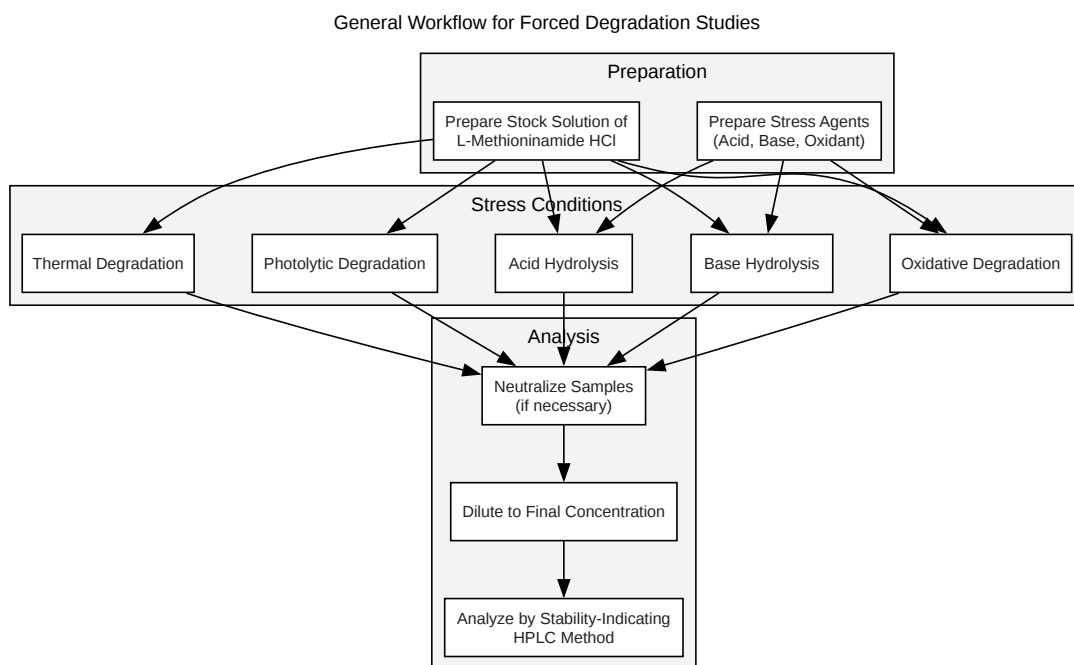 General Workflow for Forced Degradation Studies
Preparation
Prepare Stock Solution of
L-Methioninamide HCl
Prepare Stress Agents
(Acid, Base, Oxidant)
Stress Conditions
Thermal Degradation
Photolytic Degradation
Acid Hydrolysis
Base Hydrolysis
Oxidative Degradation
Analysis
Neutralize Samples
(if necessary)
Dilute to Final Concentration
Analyze by Stability-Indicating
HPLC Method